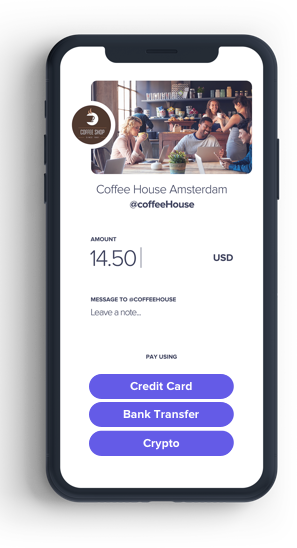 COFFEE SHOP
Coffee House Amsterdam
@coffeeHouse
AMOUNT
14.50
USD
MESSAGE TO @COFFEEHOUSE
Leave a note...
PAY USING
Credit Card
Bank Transfer
Crypto